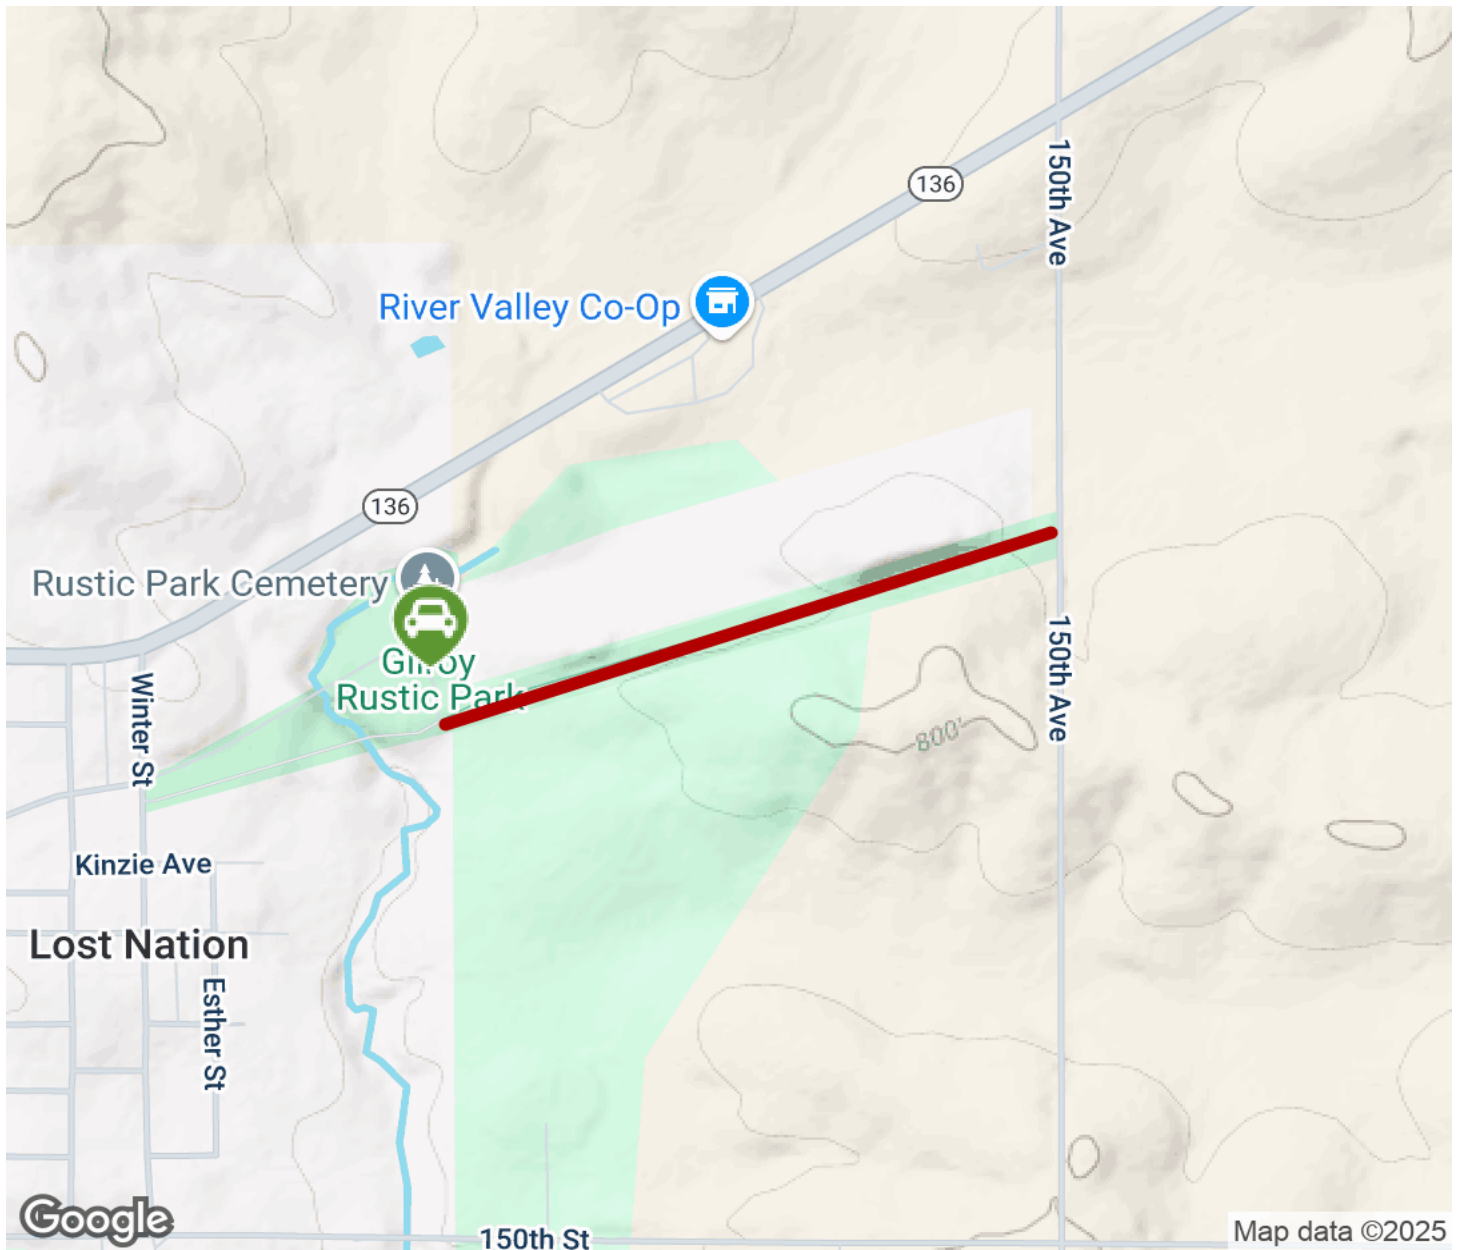 136
150th Ave
River Valley Co-Op
136
Rustic Park Cemetery
Gilroy
Rustic Park
150th Ave
Winter St
800'
Kinzie Ave
Lost Nation
Esther St
Google
150th St
Map data ©2025